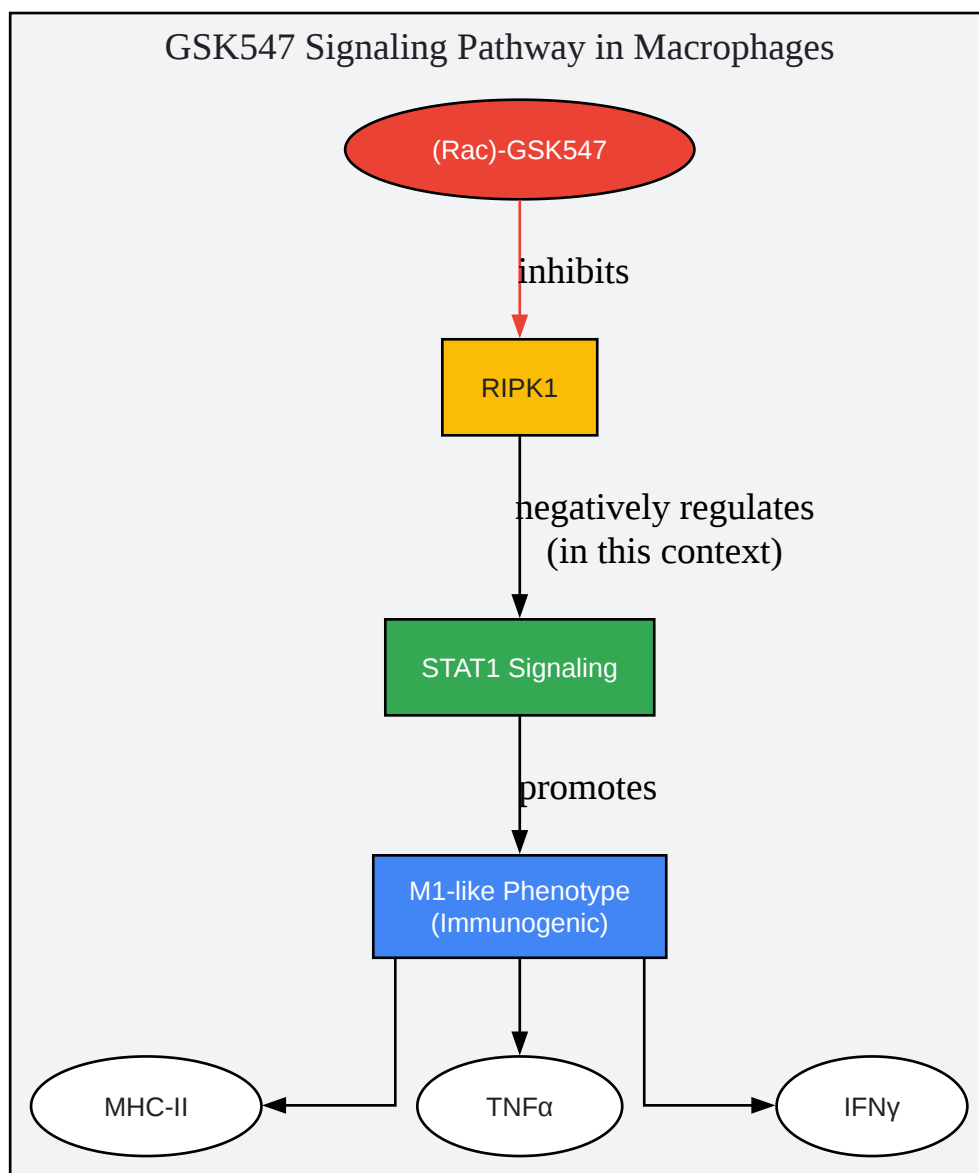 GSK547 Signaling Pathway in Macrophages
(Rac)-GSK547
inhibits
RIPK1
negatively regulates
(in this context)
STAT1 Signaling
promotes
M1-like Phenotype
(Immunogenic)
MHC-II
TNFα
IFNγ